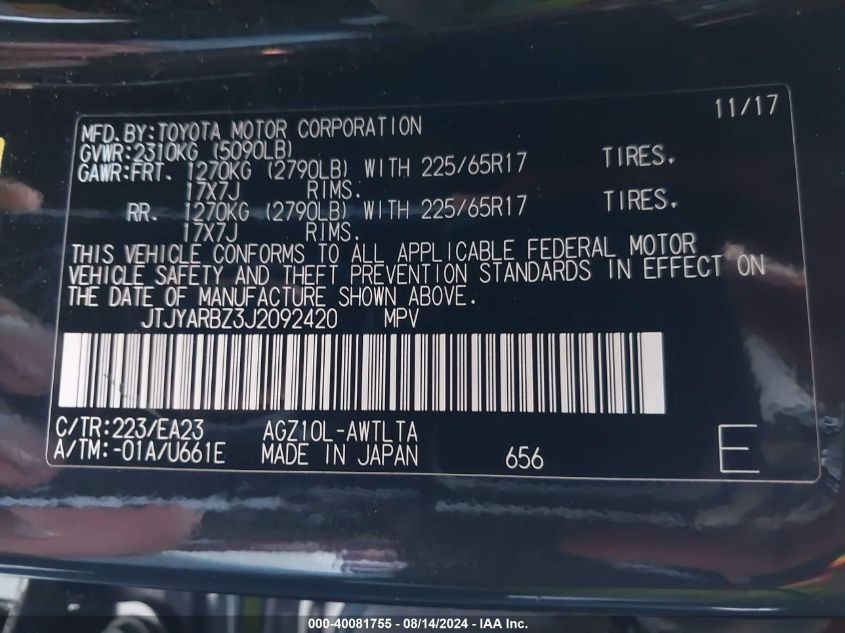 11/17
MFD.BY:TOYOTA MOTOR CORPORATION
GVWR:2310KG (5090LB)
GAWR:FRT. 1270KG (2790LB) WITH 225/65R17 TIRES.
17X7J RIMS.
RR. 1270KG (2790LB) WITH 225/65R17 TIRES.
17X7J RIMS.
THIS VEHICLE CONFORMS TO ALL APPLICABLE FEDERAL MOTOR
VEHICLE SAFETY AND THEFT PREVENTION STANDARDS IN EFFECT ON
THE DATE OF MANUFACTURE SHOWN ABOVE.
JTJYARBZ3J2092420 MPV
C/TR:223/EA23 AGZ10L-AWTLTA
A/TM:-01A/U661E MADE IN JAPAN 656 E
000-40081755 - 08/14/2024 - IAA Inc.